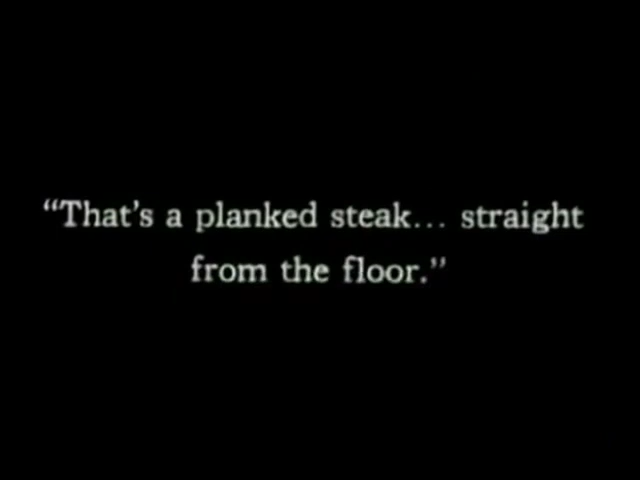 “That's a planked steak... straight
from the floor.”